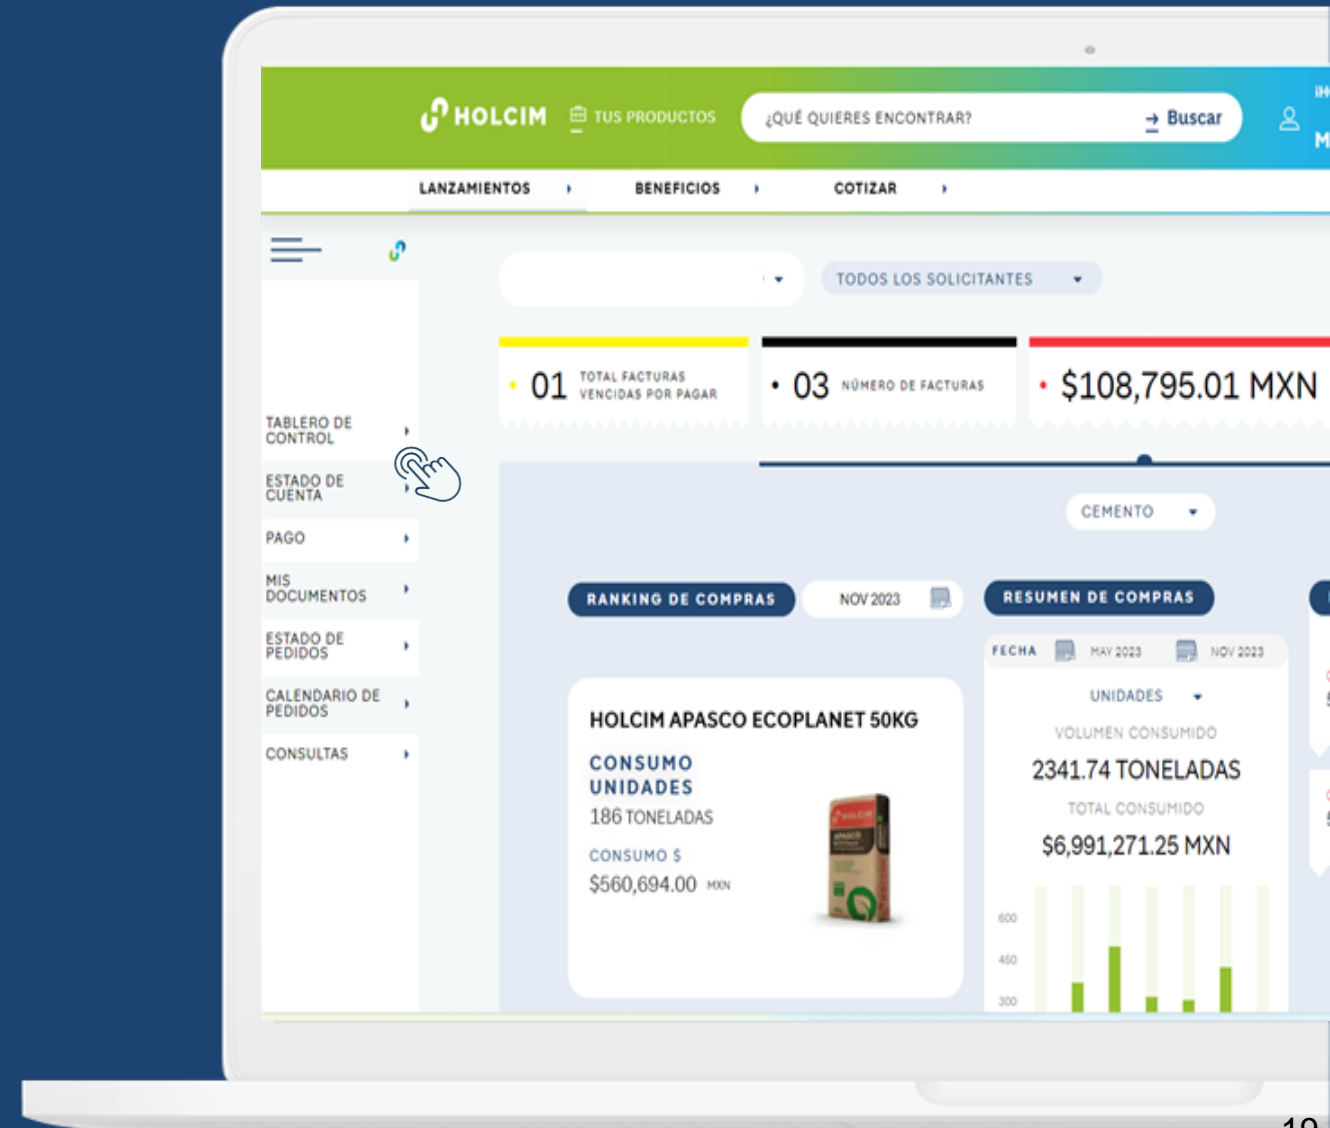 HOLCIM
TUS PRODUCTOS
¿QUÉ QUIERES ENCONTRAR?
→ Buscar
LANZAMIENTOS
BENEFICIOS
COTIZAR
TODOS LOS SOLICITANTES
01
TOTAL FACTURAS
VENCIDAS POR PAGAR
03
NÚMERO DE FACTURAS
$108,795.01 MXN
TABLERO DE
CONTROL
ESTADO DE
CUENTA
PAGO
MIS
DOCUMENTOS
ESTADO DE
PEDIDOS
CALENDARIO DE
PEDIDOS
CONSULTAS
CEMENTO
RANKING DE COMPRAS
NOV 2023
HOLCIM APASCO ECOPLANET 50KG
CONSUMO
UNIDADES
186 TONELADAS
CONSUMO $
$560,694.00 MXN
RESUMEN DE COMPRAS
FECHA
MAY 2023
NOV 2023
UNIDADES
VOLUMEN CONSUMIDO
2341.74 TONELADAS
TOTAL CONSUMIDO
$6,991,271.25 MXN
600
450
300